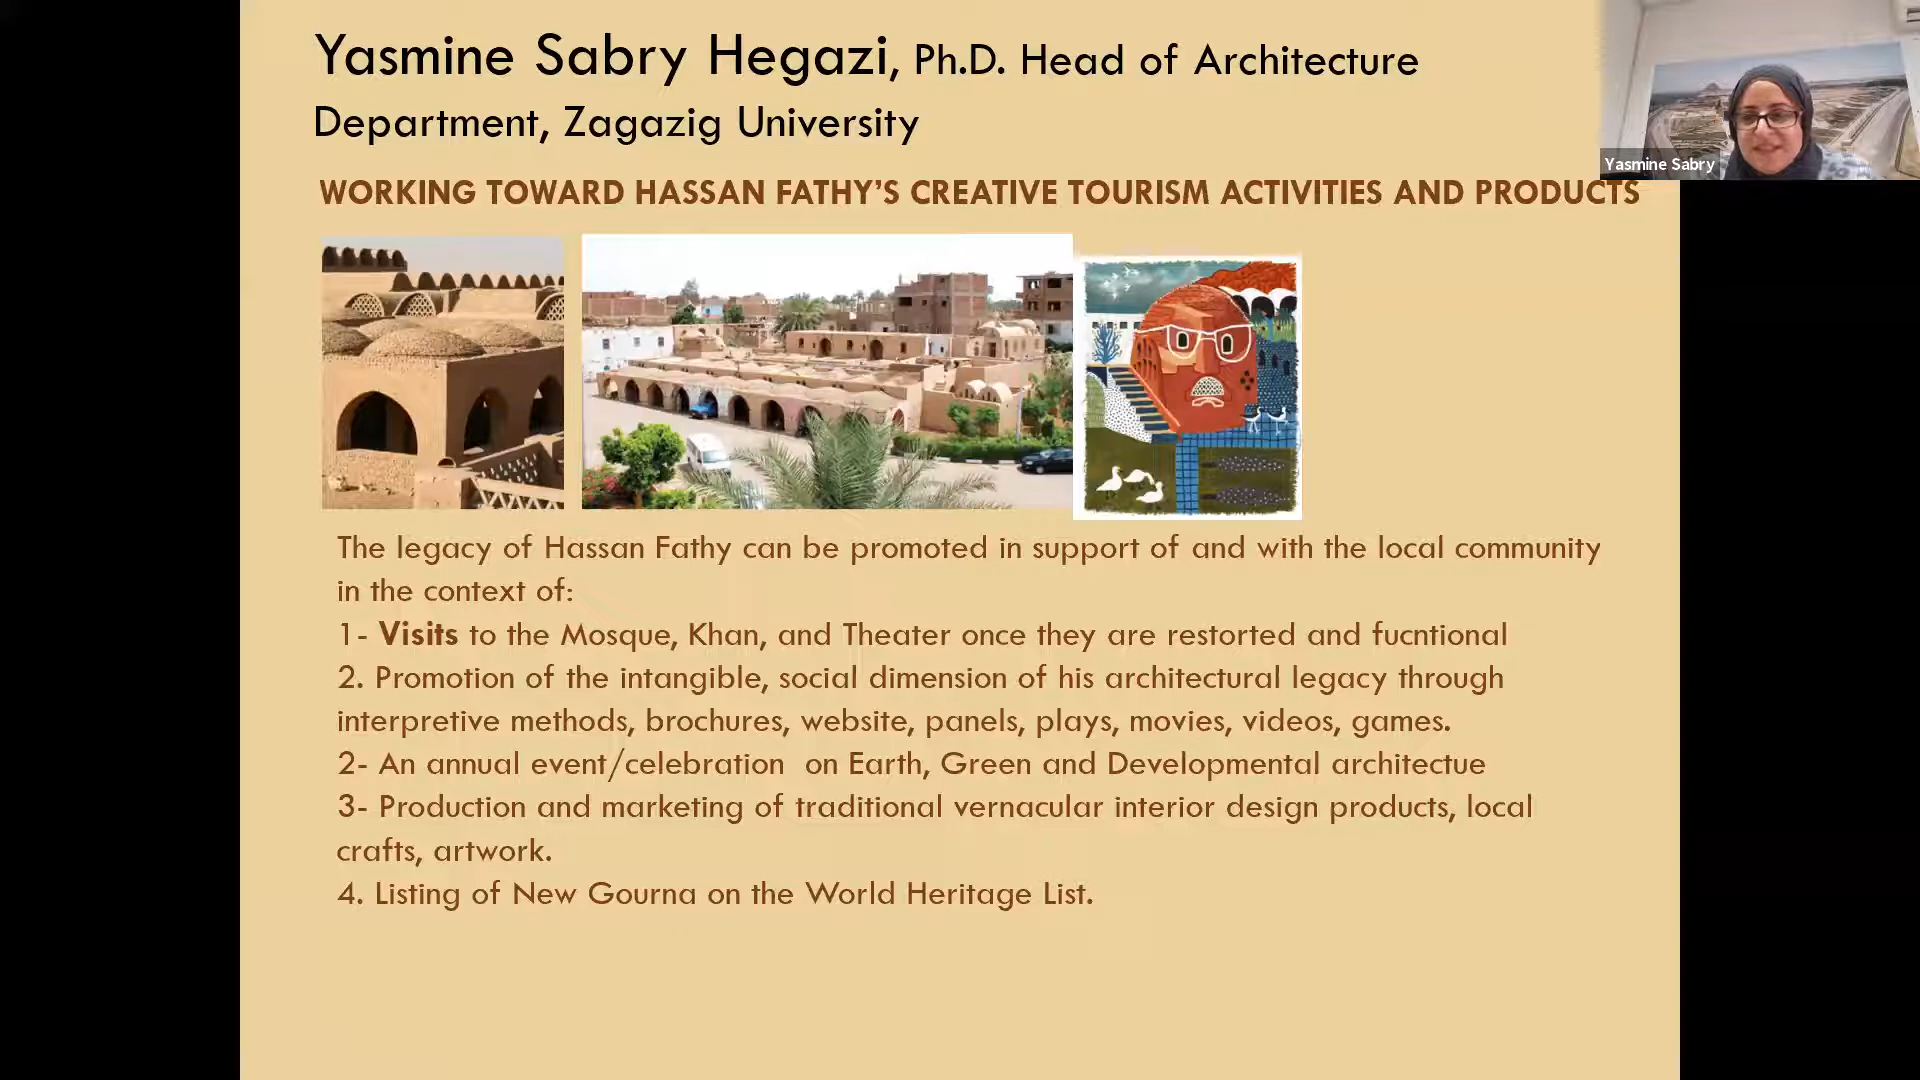 Yasmine Sabry Hegazi, Ph.D. Head of Architecture
Department, Zagazig University
Yasmine Sabry
WORKING TOWARD HASSAN FATHY’S CREATIVE TOURISM ACTIVITIES AND PRODUCTS
The legacy of Hassan Fathy can be promoted in support of and with the local community
in the context of:
1- Visits to the Mosque, Khan, and Theater once they are restorted and fucntional
2. Promotion of the intangible, social dimension of his architectural legacy through
interpretive methods, brochures, website, panels, plays, movies, videos, games.
2- An annual event/celebration  on Earth, Green and Developmental architectue
3- Production and marketing of traditional vernacular interior design products, local
crafts, artwork.
4. Listing of New Gourna on the World Heritage List.